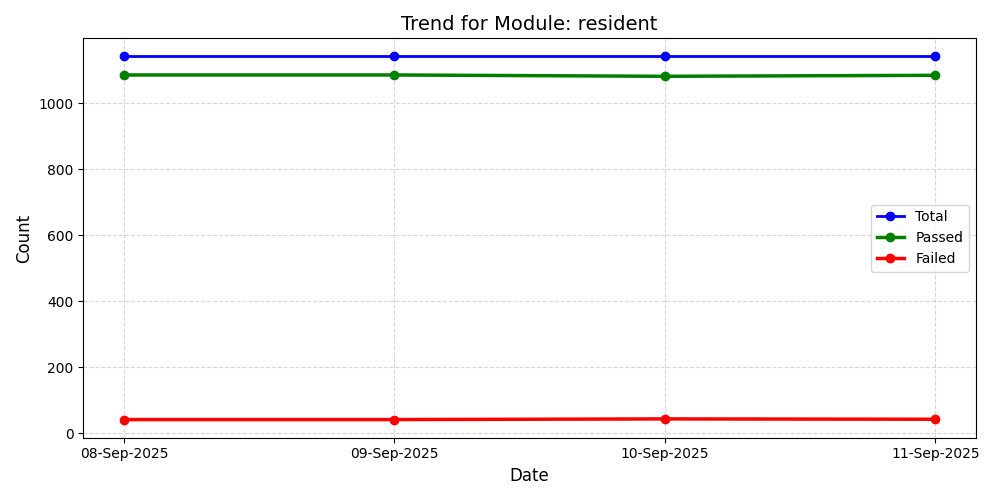 Trend for Module: resident
Count
1000
800
600
400
200
0
Total
Passed
Failed
08-Sep-2025
09-Sep-2025
10-Sep-2025
11-Sep-2025
Date